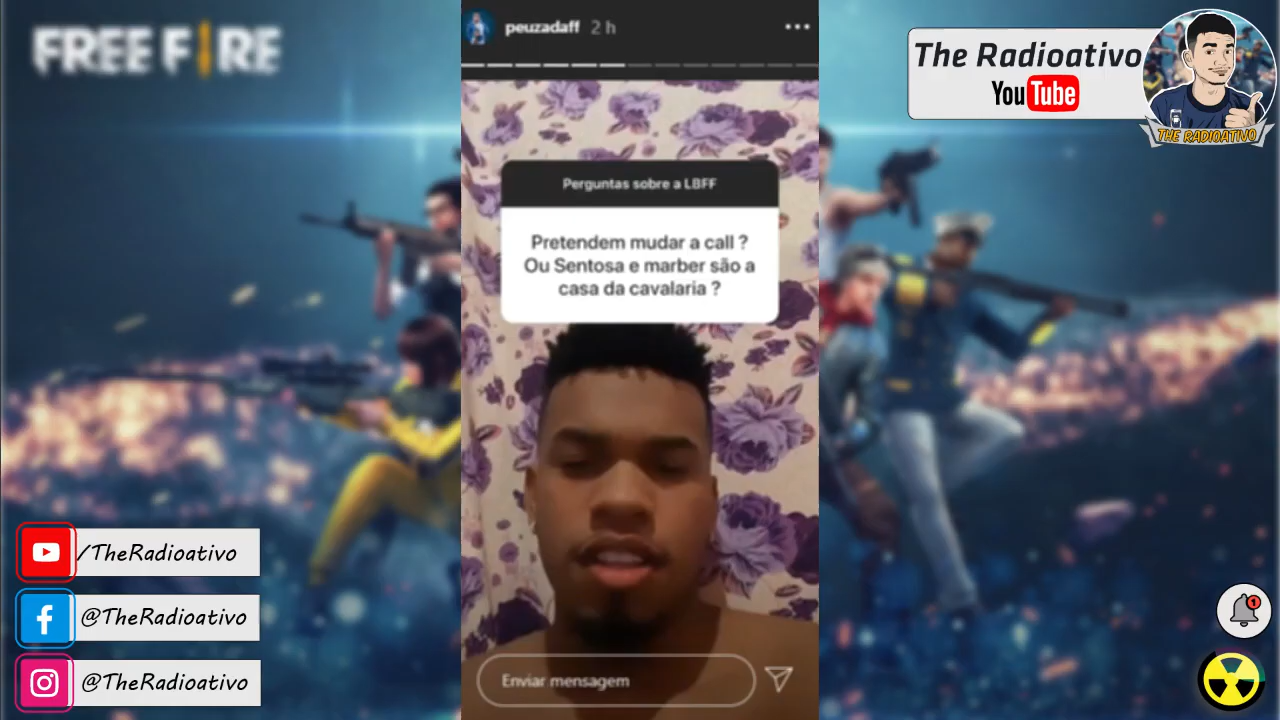 FREE FIRE
peuzadaff 2 h
The Radioativo
YouTube
THE RADIOATIVO
Perguntas sobre a LBFF
Pretendem mudar a call ?
Ou Sentosa e marber são a
casa da cavalaria ?
/TheRadioativo
@TheRadioativo
@TheRadioativo
Enviar mensagem
1